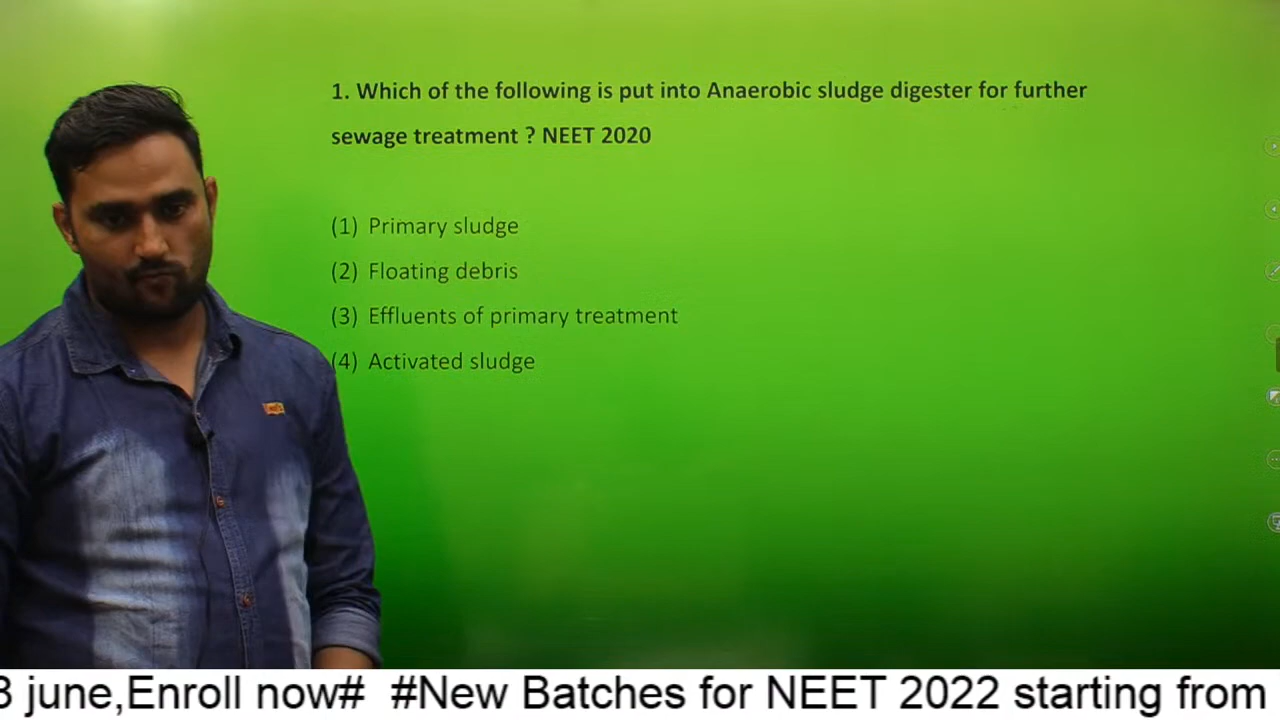 1. Which of the following is put into Anaerobic sludge digester for further
sewage treatment ? NEET 2020
(1) Primary sludge
(2) Floating debris
(3) Effluents of primary treatment
(4) Activated sludge
3 june,Enroll now# #New Batches for NEET 2022 starting from